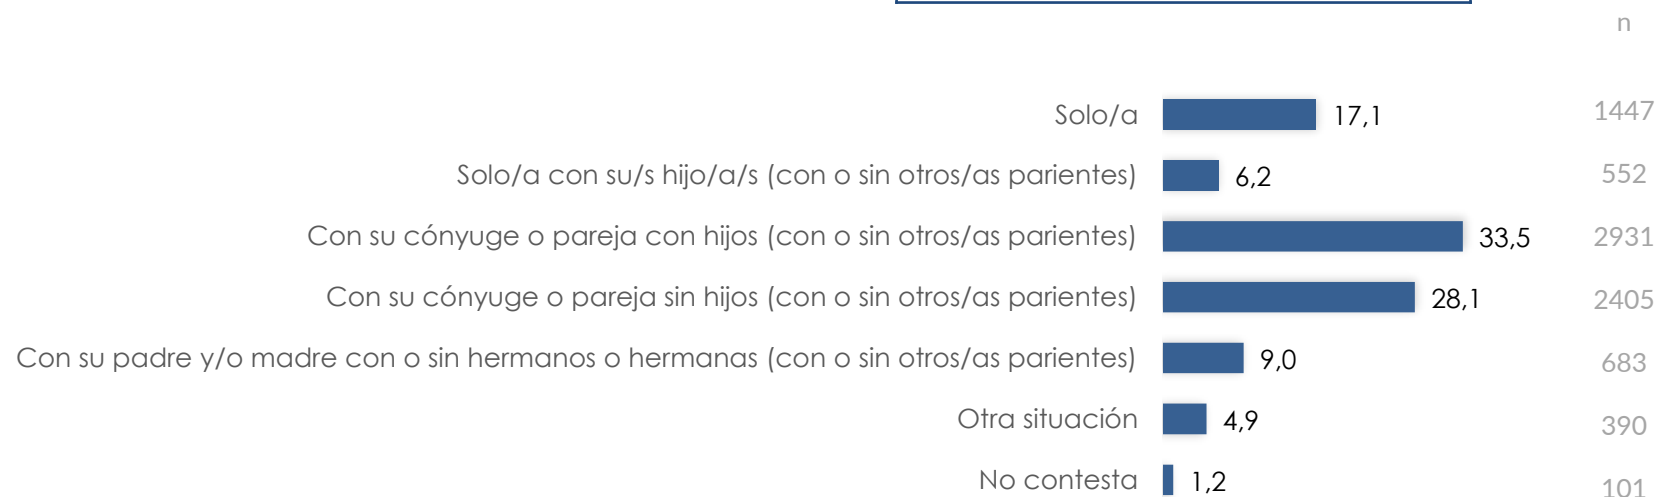 n
Solo/a 17,1 1447
Solo/a con su/s hijo/a/s (con o sin otros/as parientes) 6,2 552
Con su cónyuge o pareja con hijos (con o sin otros/as parientes) 33,5 2931
Con su cónyuge o pareja sin hijos (con o sin otros/as parientes) 28,1 2405
Con su padre y/o madre con o sin hermanos o hermanas (con o sin otros/as parientes) 9,0 683
Otra situación 4,9 390
No contesta 1,2 101